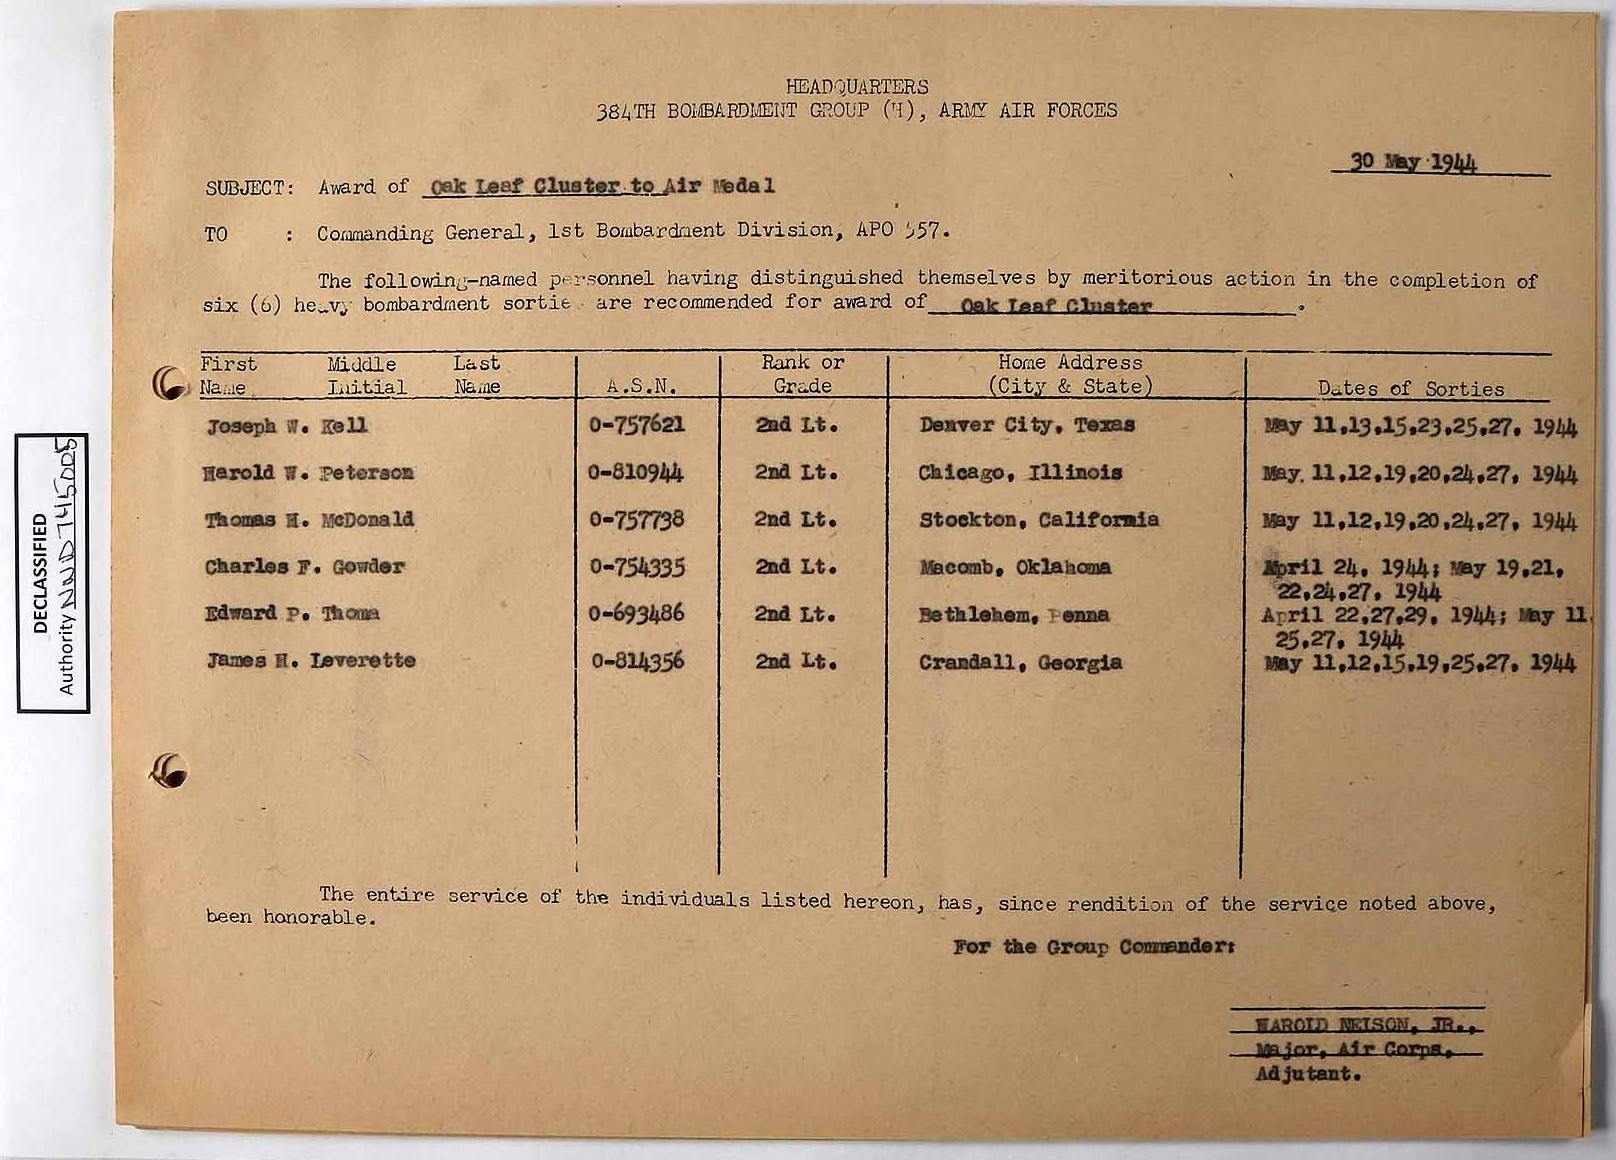 HEADQUARTERS
384TH BOMBARDMENT GROUP (H), ARMY AIR FORCES
30 May 1944
SUBJECT: Award of Oak Leaf Cluster to Air Medal
TO : Commanding General, 1st Bombardment Division, APO 557.
The following-named personnel having distinguished themselves by meritorious action in the completion of
six (6) heavy bombardment sortie are recommended for award of Oak Leaf Cluster.
First Middle Last Rank or Home Address
Name Initial Name A.S.N. Grade (City & State) Dates of Sorties
Joseph W. Kell 0-757621 2nd Lt. Denver City, Texas May 11,13,15,23,25,27, 1944
Harold W. Peterson 0-810944 2nd Lt. Chicago, Illinois May. 11,12,19,20,24,27, 1944
Thomas H. McDonald 0-757738 2nd Lt. Stockton, California May 11,12,19,20,24,27, 1944
Charles F. Gowder 0-754335 2nd Lt. Macomb, Oklahoma April 24, 1944; May 19,21,
22,24,27, 1944
Edward P. Thoma 0-693486 2nd Lt. Bethlehem, Penna April 22,27,29, 1944; May 11,
25,27, 1944
James H. Leverette 0-814356 2nd Lt. Crandall, Georgia May 11,12,15,19,25,27, 1944
The entire service of the individuals listed hereon, has, since rendition of the service noted above,
been honorable.
For the Group Commander:
HAROLD NELSON, JR.,
Major, Air Corps,
Adjutant.
DECLASSIFIED
Authority NND745005